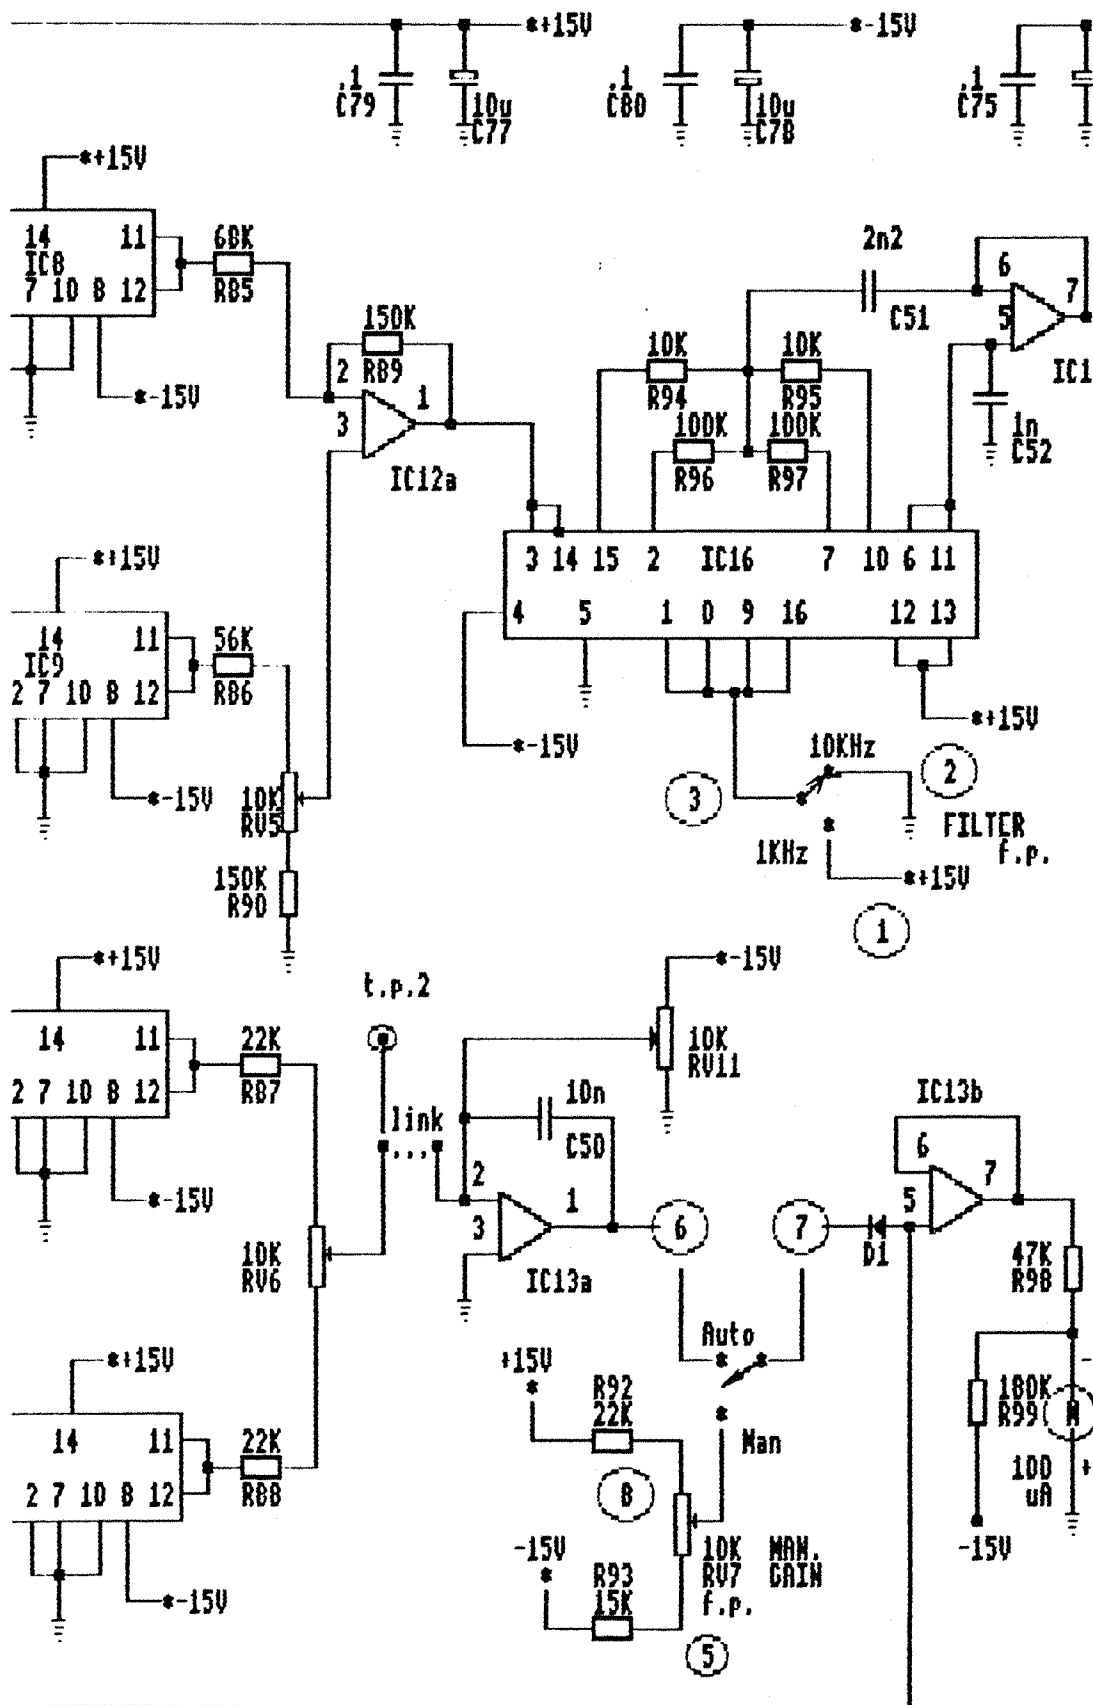 *+15V
*-15V
.1
C79
10u
C77
.1
C80
10u
C78
.1
C75
*+15V
14
11
IC8
7 10 8 12
68K
R85
*-15V
150K
R89
2
3
1
IC12a
2n2
C51
6
5
7
IC1
10K
R94
10K
R95
100K
R96
100K
R97
1n
C52
3 14 15 2 IC16 7 10 6 11
4 5 1 8 9 16 12 13
*-15V
*+15V
10KHz
2
3
FILTER
f.p.
1KHz
*+15V
1
*+15V
14
11
IC9
2 7 10 8 12
56K
R86
*-15V
10K
RV5
150K
R90
*+15V
14
11
2 7 10 8 12
22K
R87
*-15V
t.p.2
link
*-15V
10K
RV11
10n
C50
2
3
1
IC13a
10K
RV6
6
7
D1
IC13b
6
5
7
47K
R98
Auto
Man
+15V
*
R92
22K
8
-15V
*
R93
15K
10K
RV7
f.p.
MAN.
GAIN
5
180K
R99
M
-
+
100
uA
-15V
*+15V
14
11
2 7 10 8 12
22K
R88
*-15V